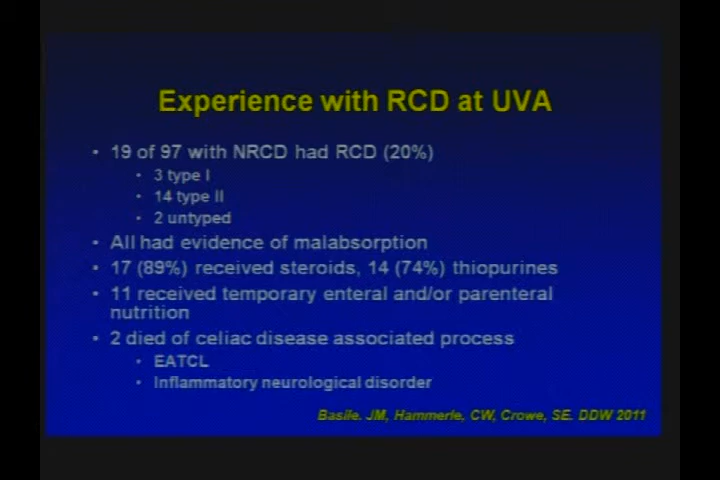 Experience with RCD at UVA
• 19 of 97 with NRCD had RCD (20%)
• 3 type I
• 14 type II
• 2 untyped
• All had evidence of malabsorption
• 17 (89%) received steroids, 14 (74%) thiopurines
• 11 received temporary enteral and/or parenteral
nutrition
• 2 died of celiac disease associated process
• EATCL
• Inflammatory neurological disorder
Basile. JM, Hammerle, CW, Crowe, SE. DDW 2011